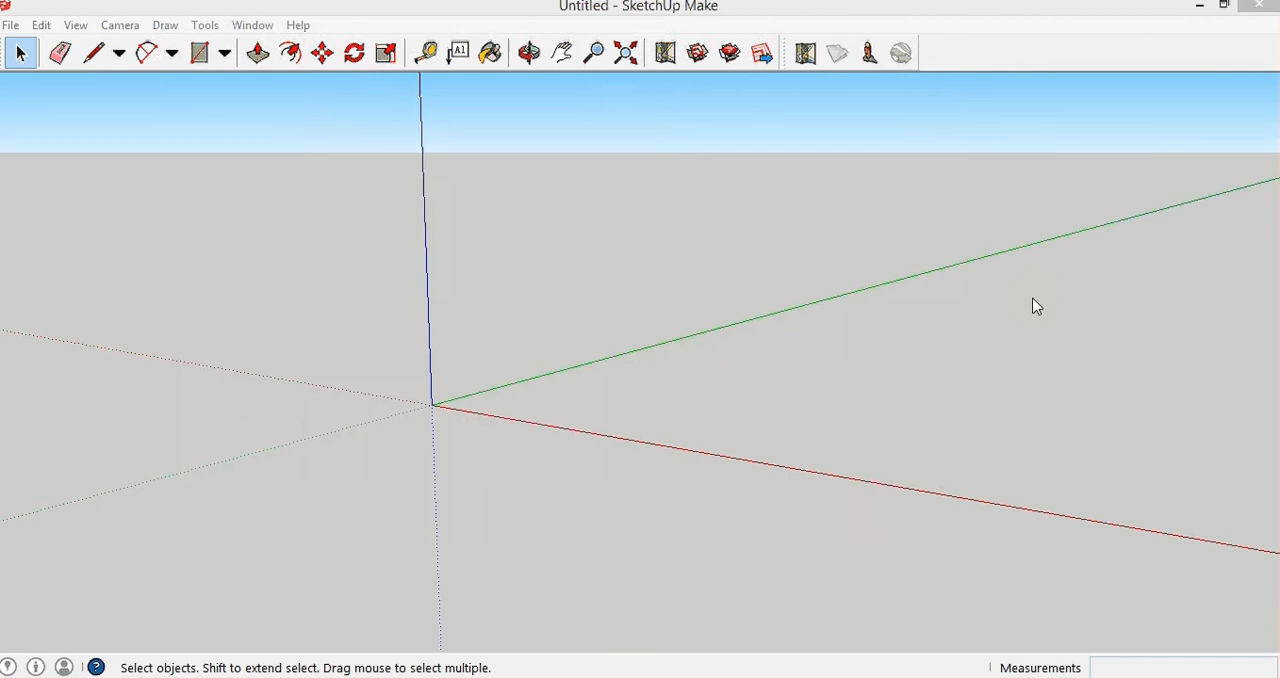 Untitled - SketchUp Make
File Edit View Camera Draw Tools Window Help
A1
Select objects. Shift to extend select. Drag mouse to select multiple. Measurements